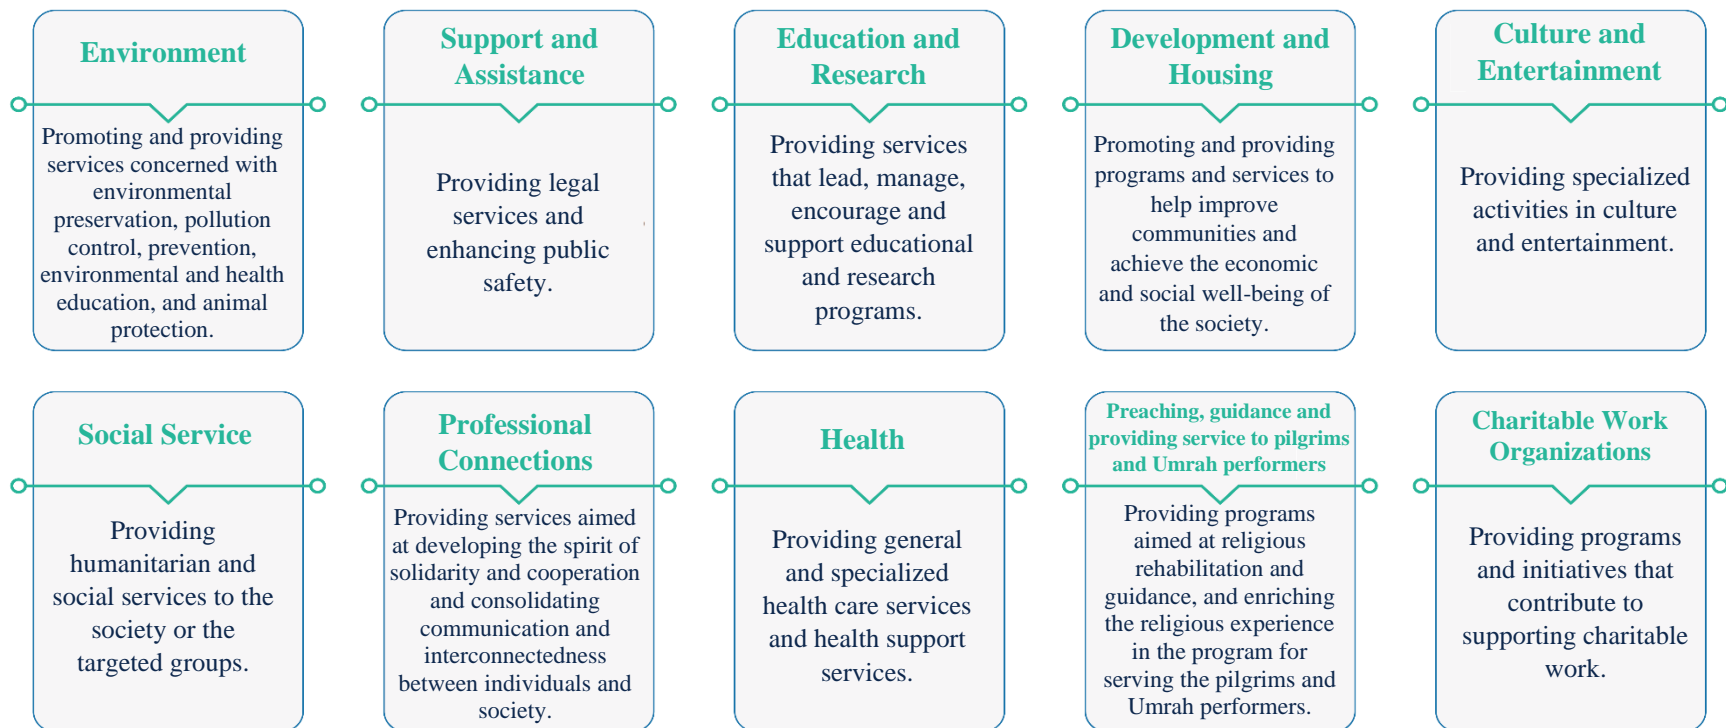 Environment
Promoting and providing
services concerned with
environmental
preservation, pollution
control, prevention,
environmental and health
education, and animal
protection.
Support and
Assistance
Providing legal
services and
enhancing public
safety.
Education and
Research
Providing services
that lead, manage,
encourage and
support educational
and research
programs.
Development and
Housing
Promoting and providing
programs and services to
help improve
communities and
achieve the economic
and social well-being of
the society.
Culture and
Entertainment
Providing specialized
activities in culture
and entertainment.
Social Service
Providing
humanitarian and
social services to the
society or the
targeted groups.
Professional
Connections
Providing services aimed
at developing the spirit of
solidarity and cooperation
and consolidating
communication and
interconnectedness
between individuals and
society.
Health
Providing general
and specialized
health care services
and health support
services.
Preaching, guidance and
providing service to pilgrims
and Umrah performers
Providing programs
aimed at religious
rehabilitation and
guidance, and enriching
the religious experience
in the program for
serving the pilgrims and
Umrah performers.
Charitable Work
Organizations
Providing programs
and initiatives that
contribute to
supporting charitable
work.